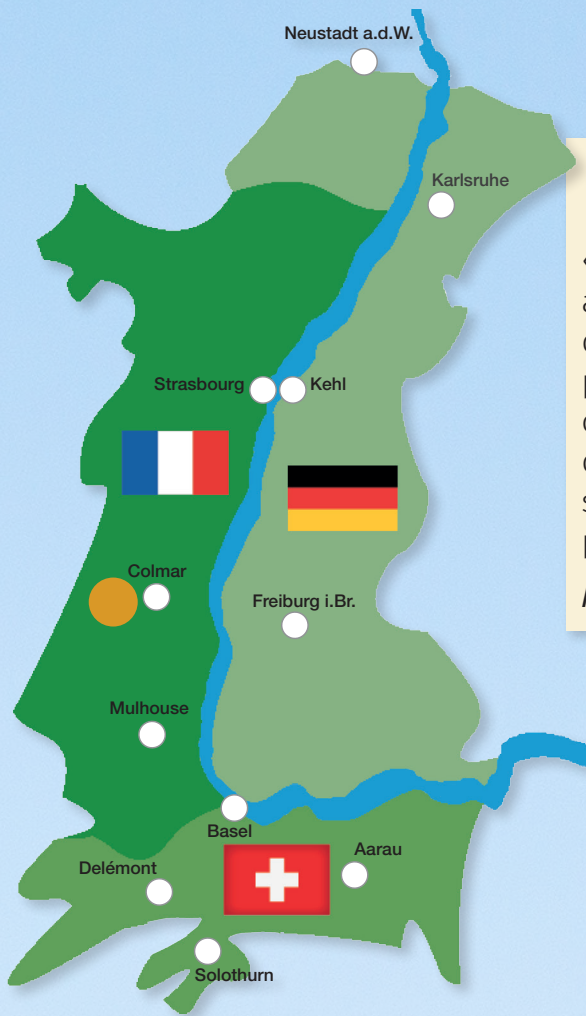 Neustadt a.d.W.
Karlsruhe
Strasbourg
Kehl
Colmar
Freiburg i.Br.
Mulhouse
Basel
Aarau
Delémont
Solothurn